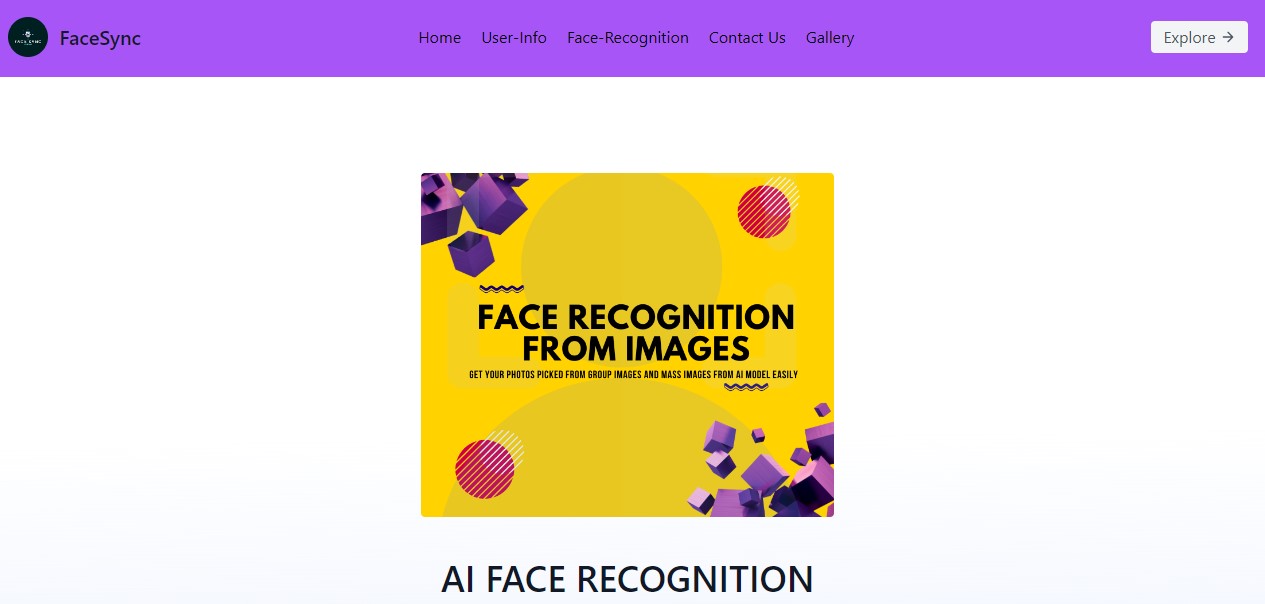 FACE SYNC
FaceSync
Home
User-Info
Face-Recognition
Contact Us
Gallery
Explore →
FACE RECOGNITION
FROM IMAGES
GET YOUR PHOTOS PICKED FROM GROUP IMAGES AND MASS IMAGES FROM AI MODEL EASILY
AI FACE RECOGNITION